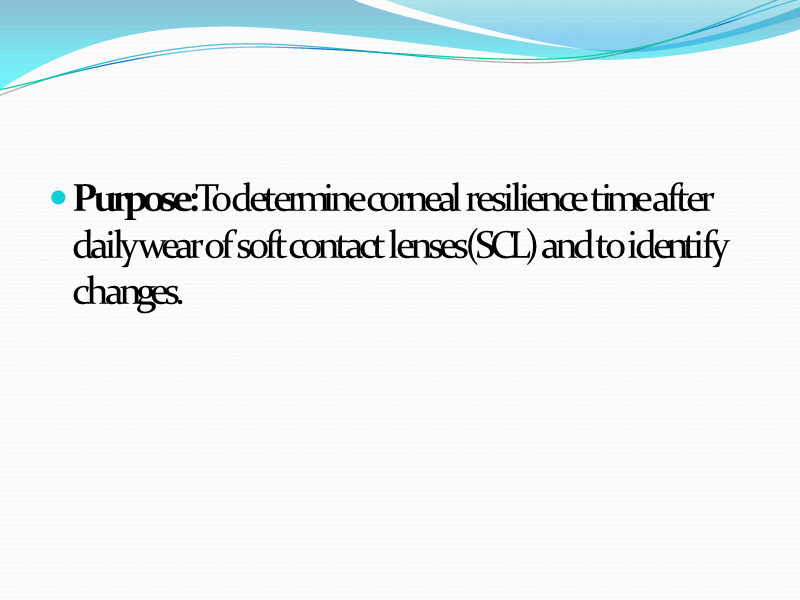 • Purpose: To determine corneal resilience time after
daily wear of soft contact lenses(SCL) and to identify
changes.